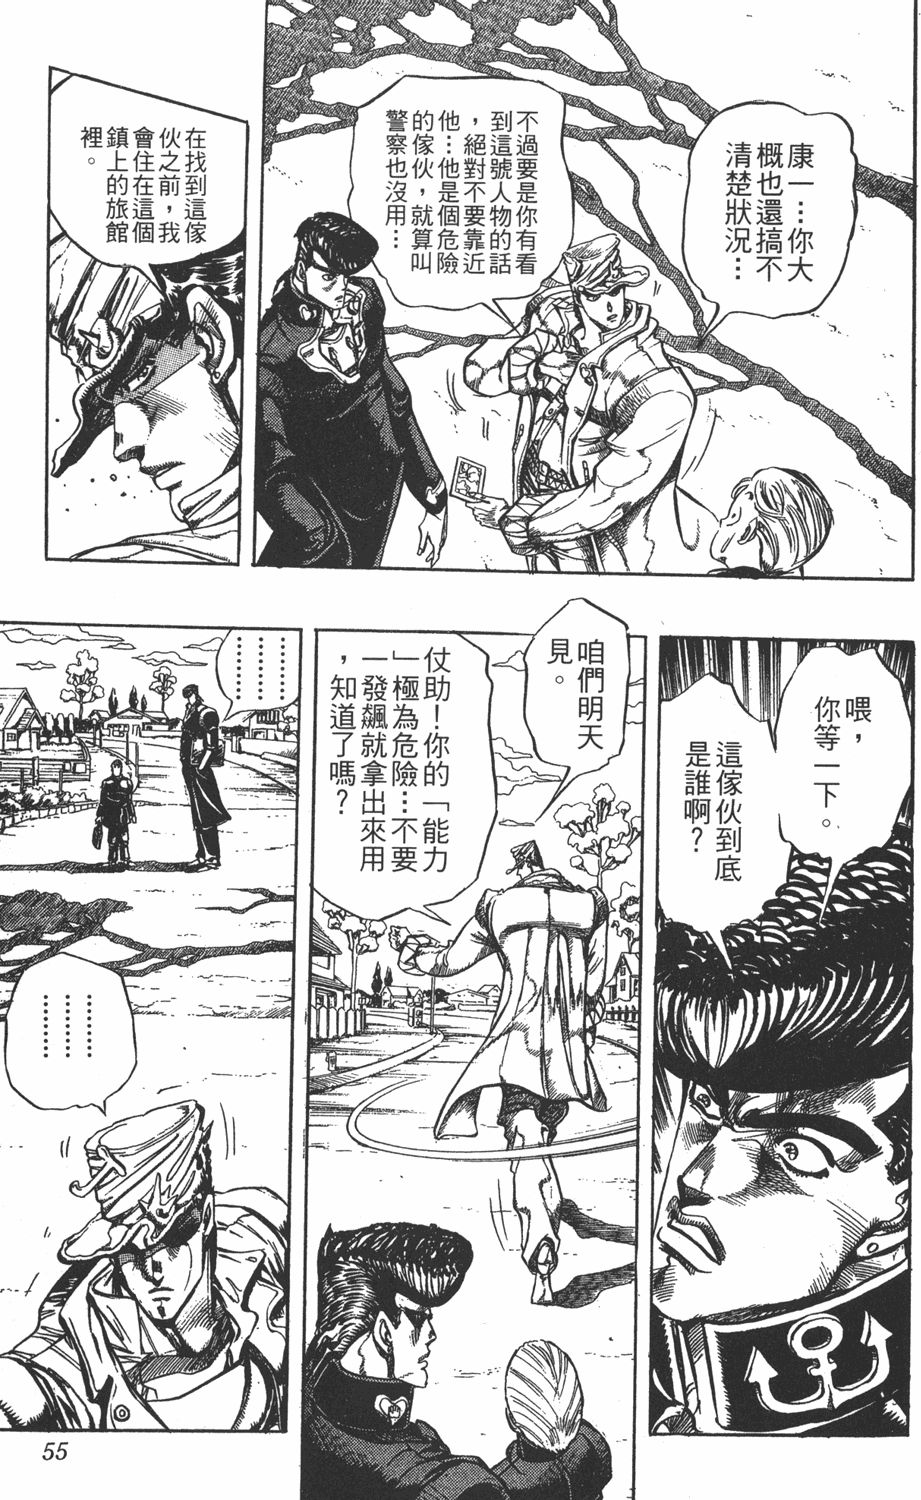 康一…你大
概也還搞不
清楚狀況…
不過要是你有看
到這號人物的話
，絕對不要靠近
他…他是個危險
的傢伙，就算叫
警察也沒用…
在找到這傢
伙之前，我
會住在這個
鎮上的旅館
裡。
喂，
你等一下。
這傢伙到底
是誰啊？
咱們明天
見。
仗助！你的「能力
」極為危險…不要
一發飆就拿出來用
，知道了嗎？
………
………
………
………
………
………
55